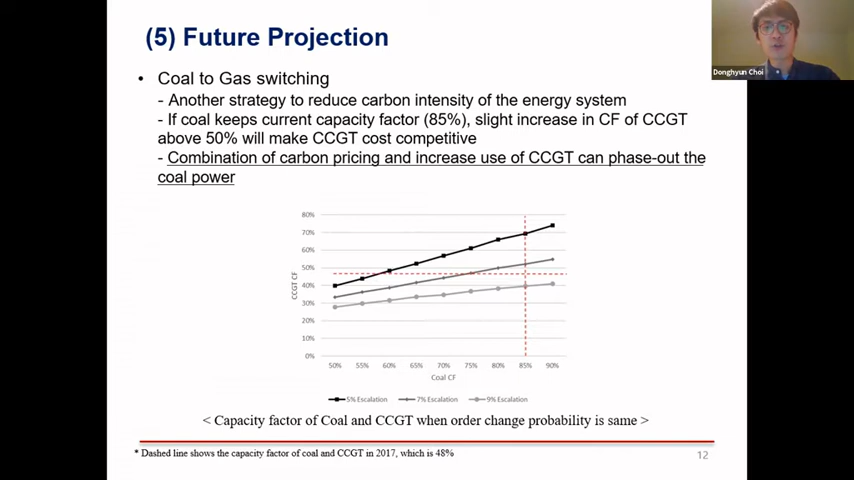 (5) Future Projection
Donghyun Choi
• Coal to Gas switching
- Another strategy to reduce carbon intensity of the energy system
- If coal keeps current capacity factor (85%), slight increase in CF of CCGT
above 50% will make CCGT cost competitive
- Combination of carbon pricing and increase use of CCGT can phase-out the
coal power
80%
70%
60%
50%
40%
30%
20%
10%
0%
CCGT CF
50% 55% 60% 65% 70% 75% 80% 85% 90%
Coal CF
5% Escalation 7% Escalation 9% Escalation
< Capacity factor of Coal and CCGT when order change probability is same >
* Dashed line shows the capacity factor of coal and CCGT in 2017, which is 48%
12